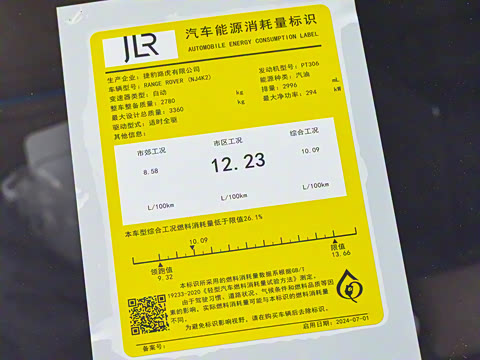 JLR
汽车能源消耗量标识
AUTOMOBILE ENERGY CONSUMPTION LABEL
生产企业：捷豹路虎有限公司
车辆型号：RANGE ROVER (NJ4K2) 发动机型号：PT306
变速器类型：自动 能源种类：汽油
整车整备质量：2780 kg 排量：2996 mL
最大设计总质量：3360 kg 最大净功率：294 kW
驱动型式：适时全驱
其他信息：
市郊工况 市区工况 综合工况
8.58 12.23 10.09
L/100km L/100km L/100km
本车型综合工况燃料消耗量低于限值26.1%
10.09
领跑值 限值
9.32 13.66
本标识所采用的燃料消耗量数据系根据GB/T
19233-2020《轻型汽车燃料消耗量试验方法》测定。
由于驾驶习惯、道路状况、气候条件和燃料品质等因
素的影响，实际燃料消耗量可能与本标识的燃料消耗量
不同。
为避免标识影响视野，请在购买车辆后去除标识。
备案号： 启用日期：2024-07-01